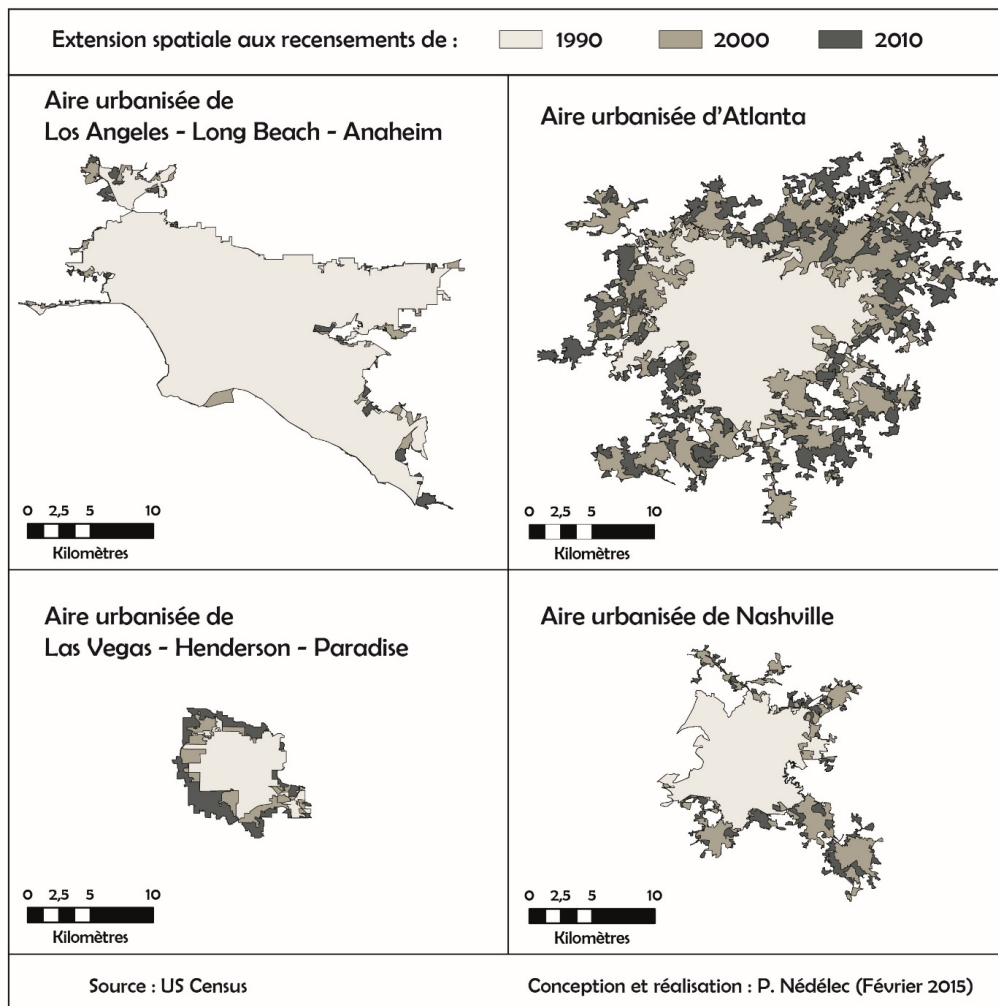 Extension spatiale aux recensements de : 1990 2000 2010
Aire urbanisée de
Los Angeles - Long Beach - Anaheim
0 2,5 5 10
Kilomètres
Aire urbanisée d'Atlanta
0 2,5 5 10
Kilomètres
Aire urbanisée de
Las Vegas - Henderson - Paradise
0 2,5 5 10
Kilomètres
Aire urbanisée de Nashville
0 2,5 5 10
Kilomètres
Source : US Census
Conception et réalisation : P. Nédélec (Février 2015)